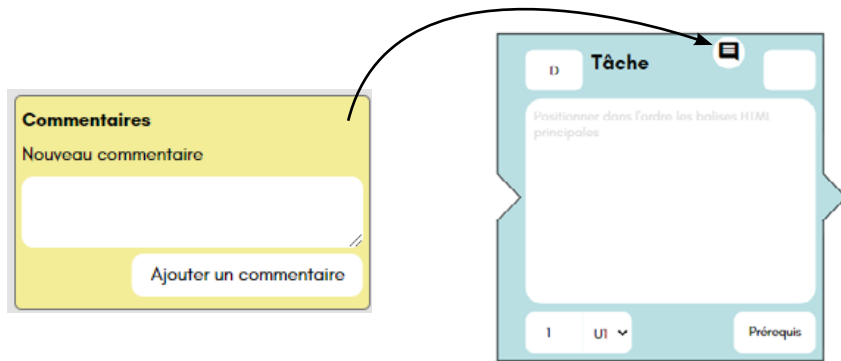 Commentaires
Nouveau commentaire
Ajouter un commentaire
D
Tâche
Positionner dans l'ordre les balises HTML
principales
1
U1
Prérequis